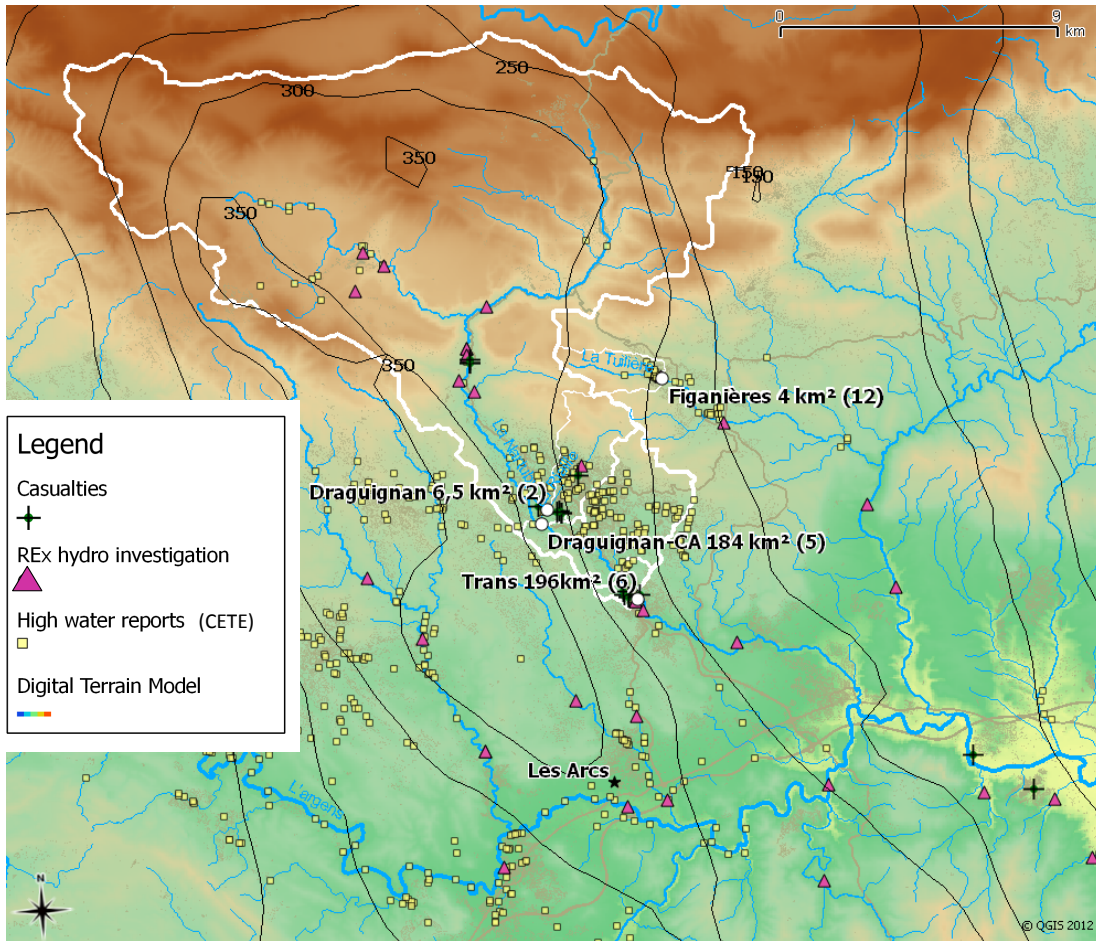 0 9
km
250
300
350
150
150
350
350
La Tuilière
Figanières 4 km² (12)
Legend
Casualties
REx hydro investigation
High water reports (CETE)
Digital Terrain Model
Draguignan 6,5 km² (2)
Draguignan-CA 184 km² (5)
Trans 196km² (6)
Les Arcs
L'argens
N
© QGIS 2012